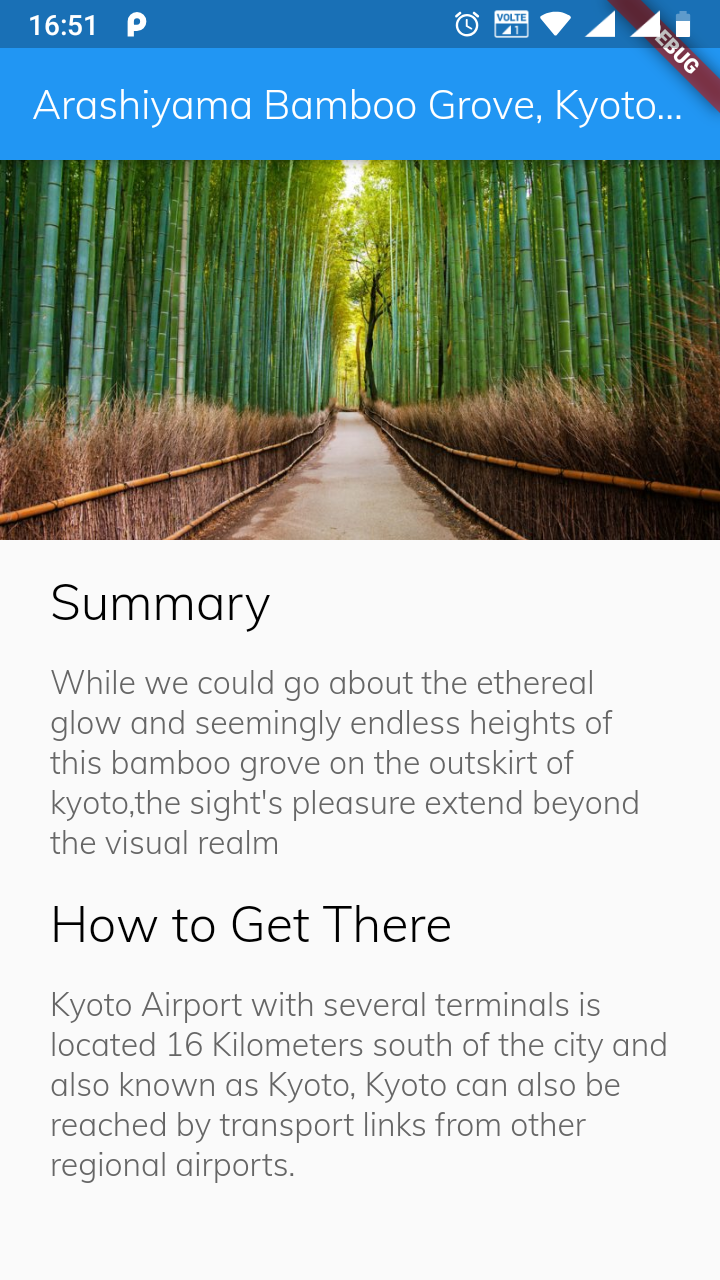 16:51
VOLTE
1
EBUG
Arashiyama Bamboo Grove, Kyoto...
Summary
While we could go about the ethereal
glow and seemingly endless heights of
this bamboo grove on the outskirt of
kyoto,the sight's pleasure extend beyond
the visual realm
How to Get There
Kyoto Airport with several terminals is
located 16 Kilometers south of the city and
also known as Kyoto, Kyoto can also be
reached by transport links from other
regional airports.